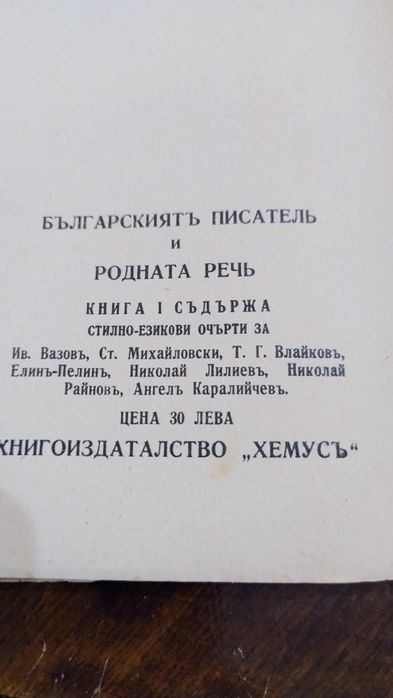 БЪЛГАРСКИЯТЪ ПИСАТЕЛЬ
И
РОДНАТА РЕЧЬ
КНИГА I СЪДЪРЖА
СТИЛНО-ЕЗИКОВИ ОЧЪРТИ ЗА
Ив. Вазовъ, Ст. Михайловски, Т. Г. Влайковъ,
Елинъ-Пелинъ, Николай Лилиевъ, Николай
Райновъ, Ангелъ Каралийчевъ.
ЦЕНА 30 ЛЕВА
КНИГОИЗДАТАЛСТВО „ХЕМУСЪ“